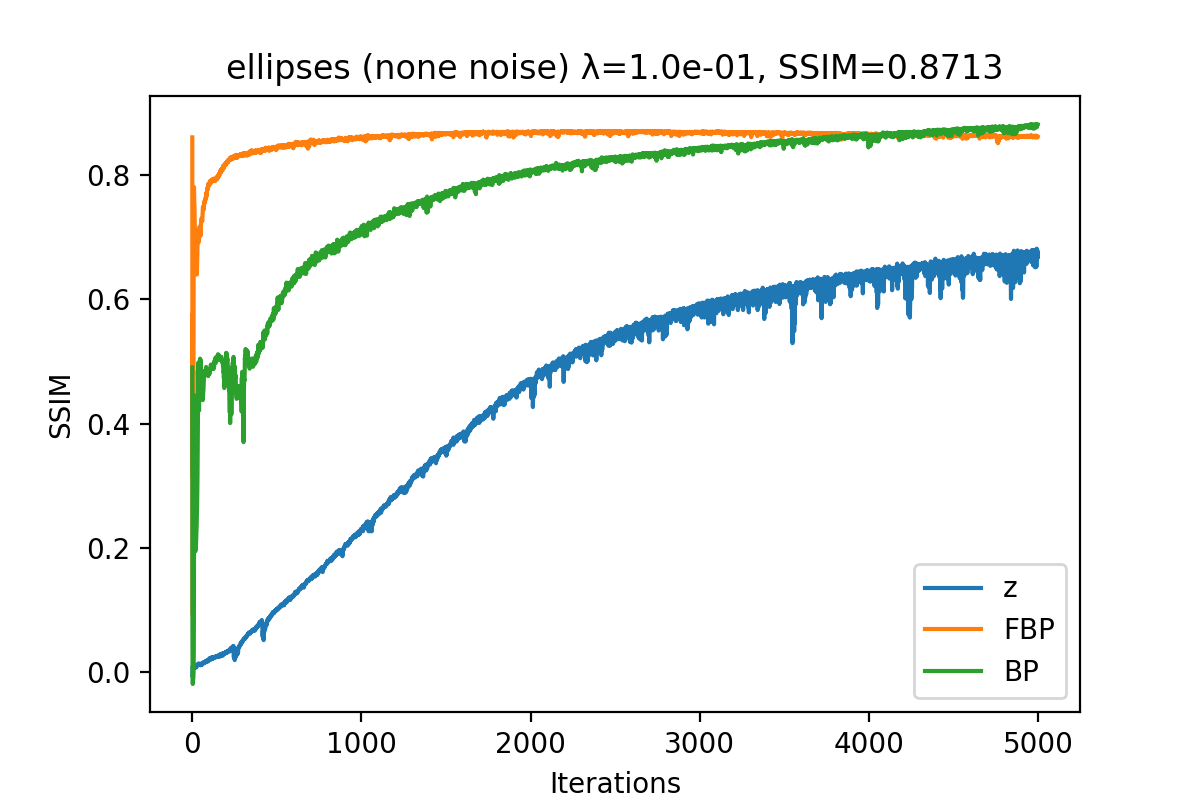 ellipses (none noise) λ=1.0e-01, SSIM=0.8713
SSIM
0.8
0.6
0.4
0.2
0.0
z
FBP
BP
0 1000 2000 3000 4000 5000
Iterations